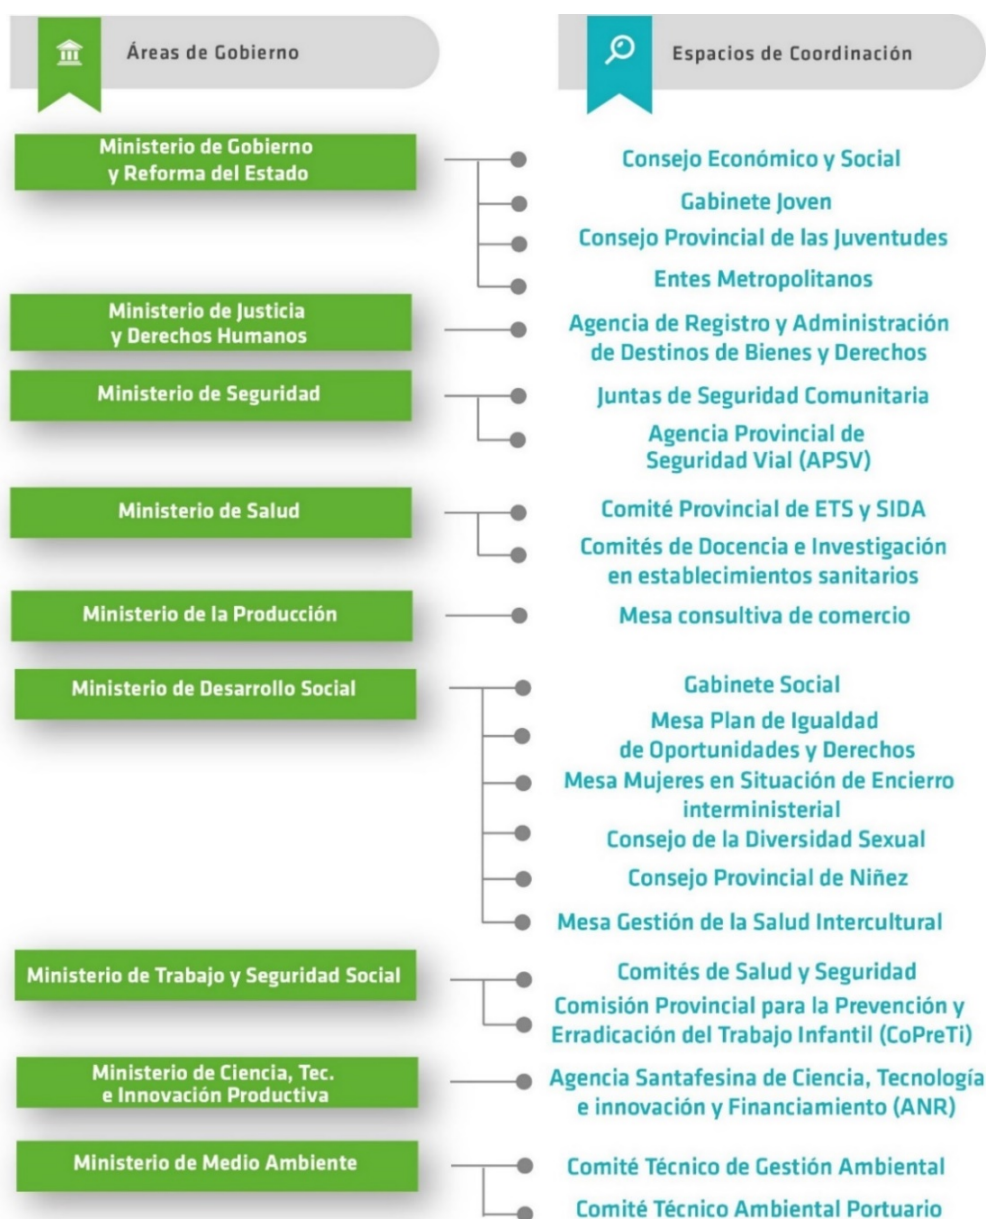 Áreas de Gobierno
Espacios de Coordinación
Ministerio de Gobierno
y Reforma del Estado
Consejo Económico y Social
Gabinete Joven
Consejo Provincial de las Juventudes
Entes Metropolitanos
Ministerio de Justicia
y Derechos Humanos
Agencia de Registro y Administración
de Destinos de Bienes y Derechos
Ministerio de Seguridad
Juntas de Seguridad Comunitaria
Agencia Provincial de
Seguridad Vial (APSV)
Ministerio de Salud
Comité Provincial de ETS y SIDA
Comités de Docencia e Investigación
en establecimientos sanitarios
Ministerio de la Producción
Mesa consultiva de comercio
Ministerio de Desarrollo Social
Gabinete Social
Mesa Plan de Igualdad
de Oportunidades y Derechos
Mesa Mujeres en Situación de Encierro
interministerial
Consejo de la Diversidad Sexual
Consejo Provincial de Niñez
Mesa Gestión de la Salud Intercultural
Ministerio de Trabajo y Seguridad Social
Comités de Salud y Seguridad
Comisión Provincial para la Prevención y
Erradicación del Trabajo Infantil (CoPreTi)
Ministerio de Ciencia, Tec.
e Innovación Productiva
Agencia Santafesina de Ciencia, Tecnología
e innovación y Financiamiento (ANR)
Ministerio de Medio Ambiente
Comité Técnico de Gestión Ambiental
Comité Técnico Ambiental Portuario